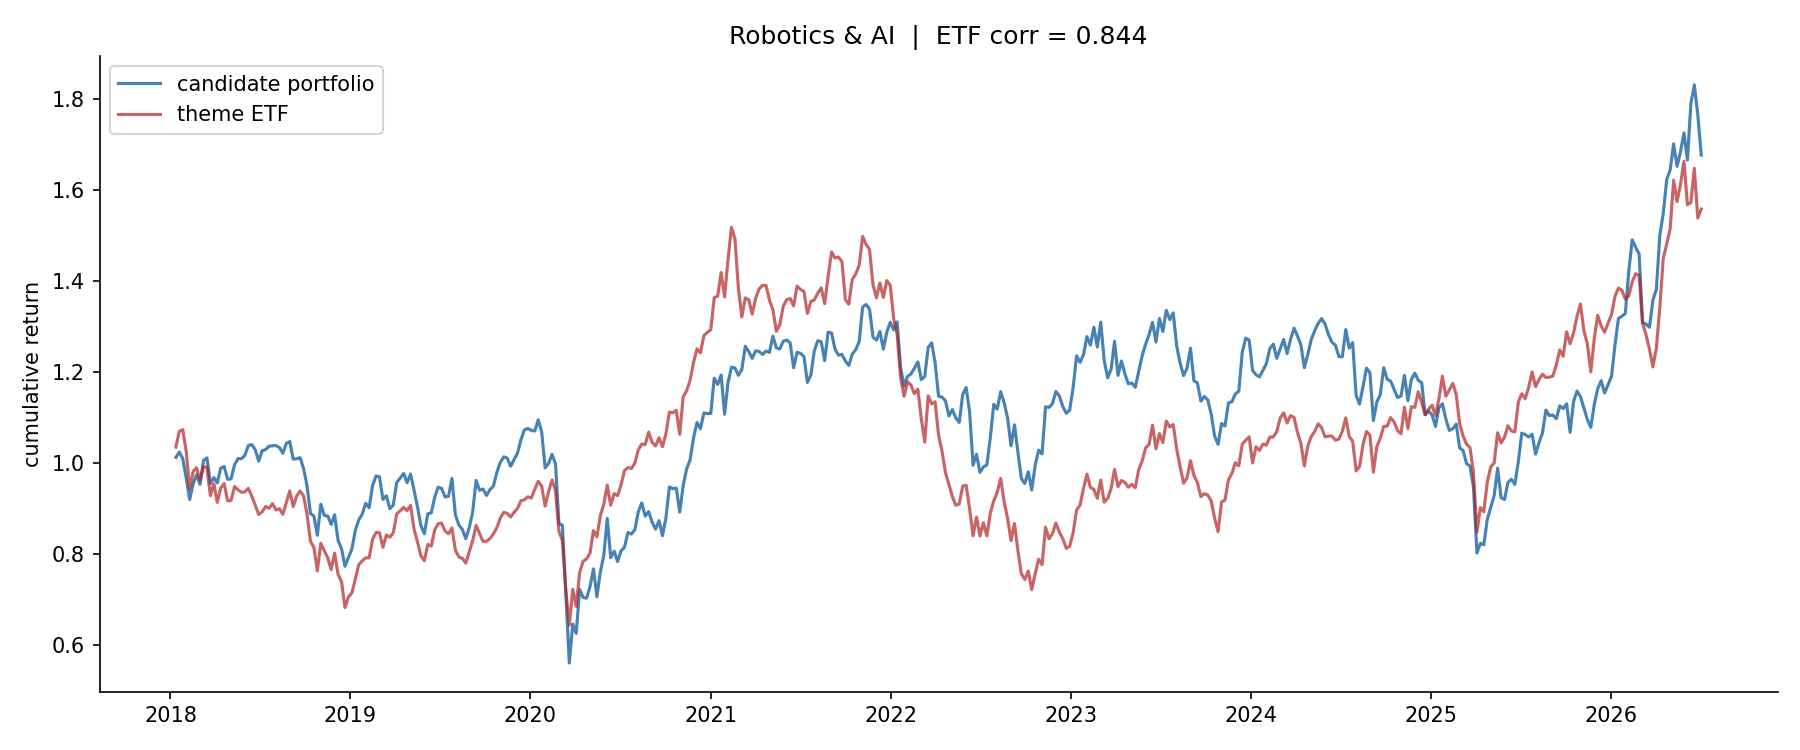 Robotics & AI | ETF corr = 0.844
candidate portfolio
theme ETF
cumulative return
1.8
1.6
1.4
1.2
1.0
0.8
0.6
2018 2019 2020 2021 2022 2023 2024 2025 2026